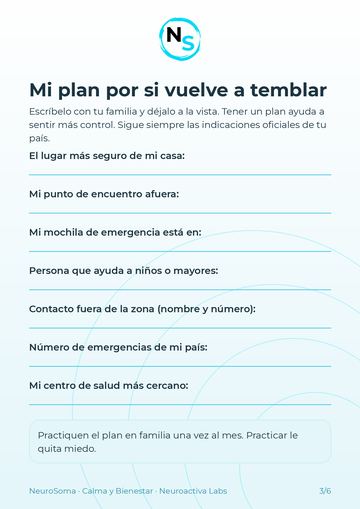 NS
Mi plan por si vuelve a temblar
Escríbelo con tu familia y déjalo a la vista. Tener un plan ayuda a
sentir más control. Sigue siempre las indicaciones oficiales de tu
país.
El lugar más seguro de mi casa:
Mi punto de encuentro afuera:
Mi mochila de emergencia está en:
Persona que ayuda a niños o mayores:
Contacto fuera de la zona (nombre y número):
Número de emergencias de mi país:
Mi centro de salud más cercano:
Practiquen el plan en familia una vez al mes. Practicar le
quita miedo.
NeuroSoma · Calma y Bienestar · Neuroactiva Labs 3/6